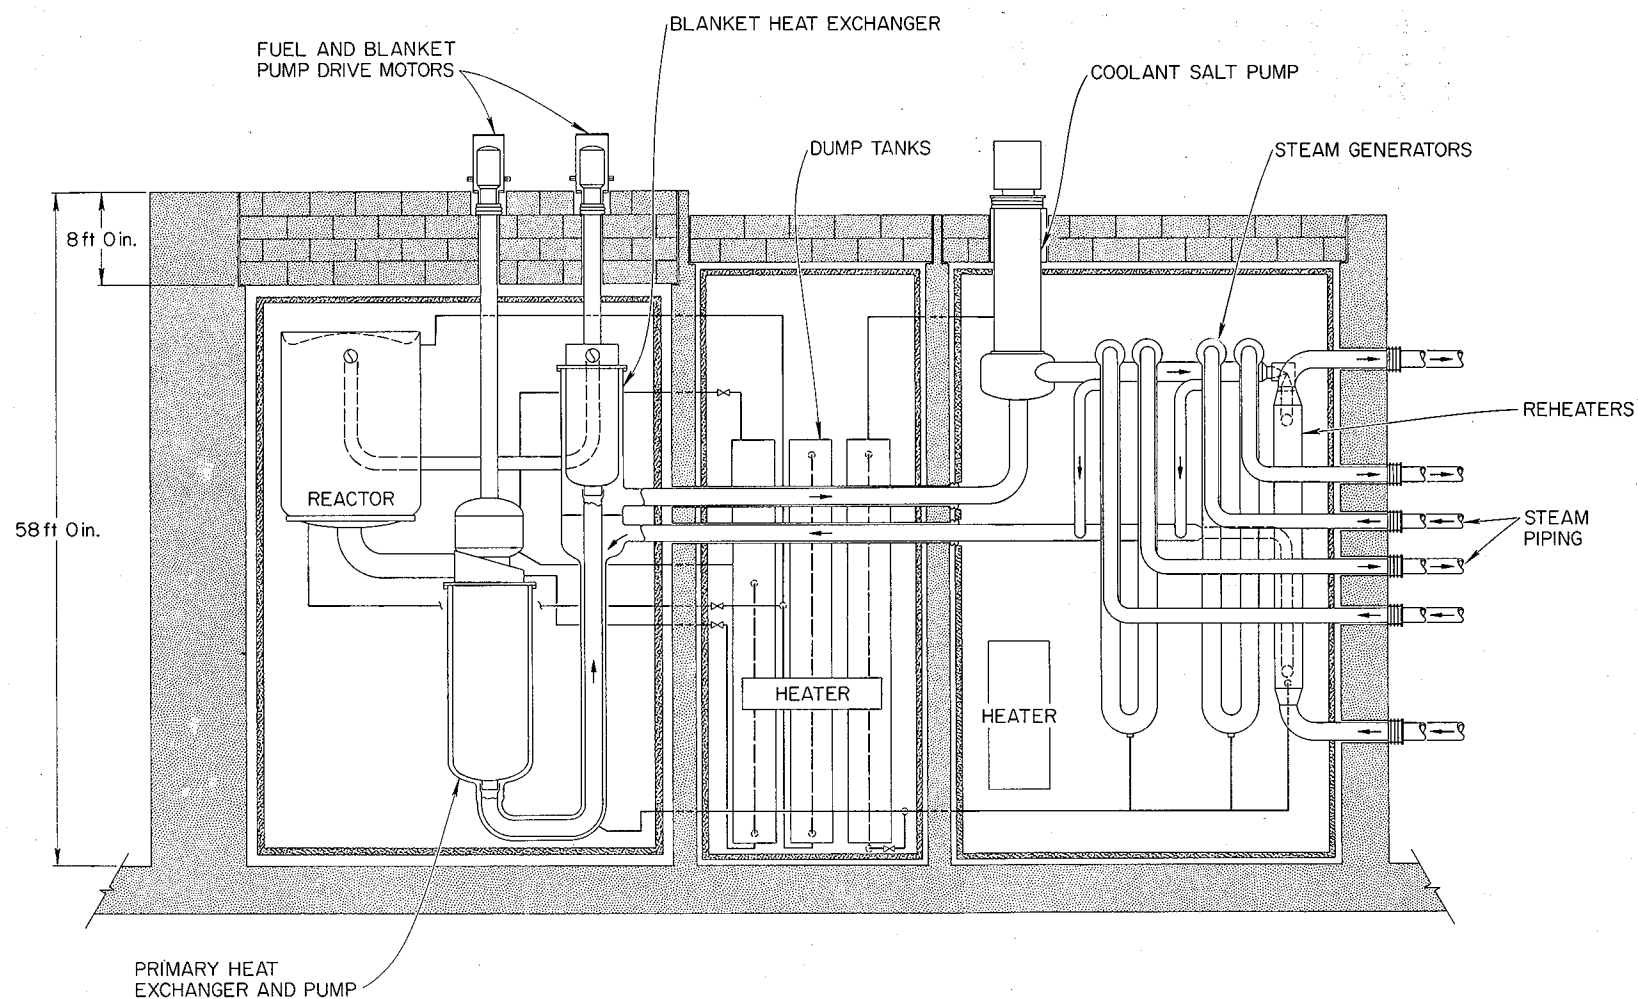 BLANKET HEAT EXCHANGER
FUEL AND BLANKET
PUMP DRIVE MOTORS
COOLANT SALT PUMP
DUMP TANKS
STEAM GENERATORS
8 ft 0 in.
REHEATERS
REACTOR
58 ft 0 in.
STEAM
PIPING
HEATER
HEATER
PRIMARY HEAT
EXCHANGER AND PUMP